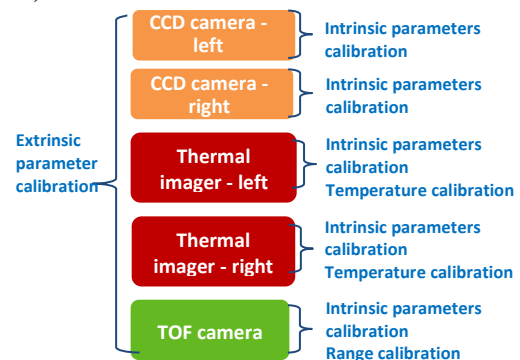 Extrinsic
parameter
calibration
CCD camera -
left
Intrinsic parameters
calibration
CCD camera -
right
Intrinsic parameters
calibration
Thermal
imager - left
Intrinsic parameters
calibration
Temperature calibration
Thermal
imager - right
Intrinsic parameters
calibration
Temperature calibration
TOF camera
Intrinsic parameters
calibration
Range calibration